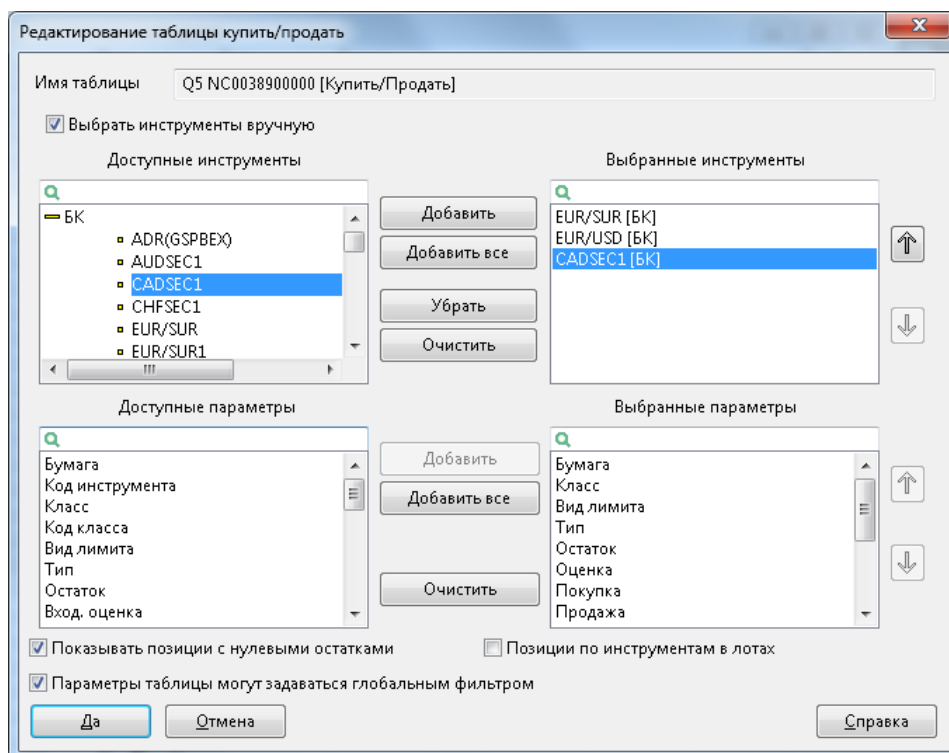 Редактирование таблицы купить/продать
Имя таблицы Q5 NC0038900000 [Купить/Продать]
Выбрать инструменты вручную
Доступные инструменты
Выбранные инструменты
БК
ADR(GSPBEX)
AUDSEC1
CADSEC1
CHFSEC1
EUR/SUR
EUR/SUR1
Добавить
Добавить все
Убрать
Очистить
EUR/SUR [БК]
EUR/USD [БК]
CADSEC1 [БК]
Доступные параметры
Выбранные параметры
Бумага
Код инструмента
Класс
Код класса
Вид лимита
Тип
Остаток
Вход. оценка
Добавить
Добавить все
Очистить
Бумага
Класс
Вид лимита
Тип
Остаток
Оценка
Покупка
Продажа
Показывать позиции с нулевыми остатками
Позиции по инструментам в лотах
Параметры таблицы могут задаваться глобальным фильтром
Да
Отмена
Справка